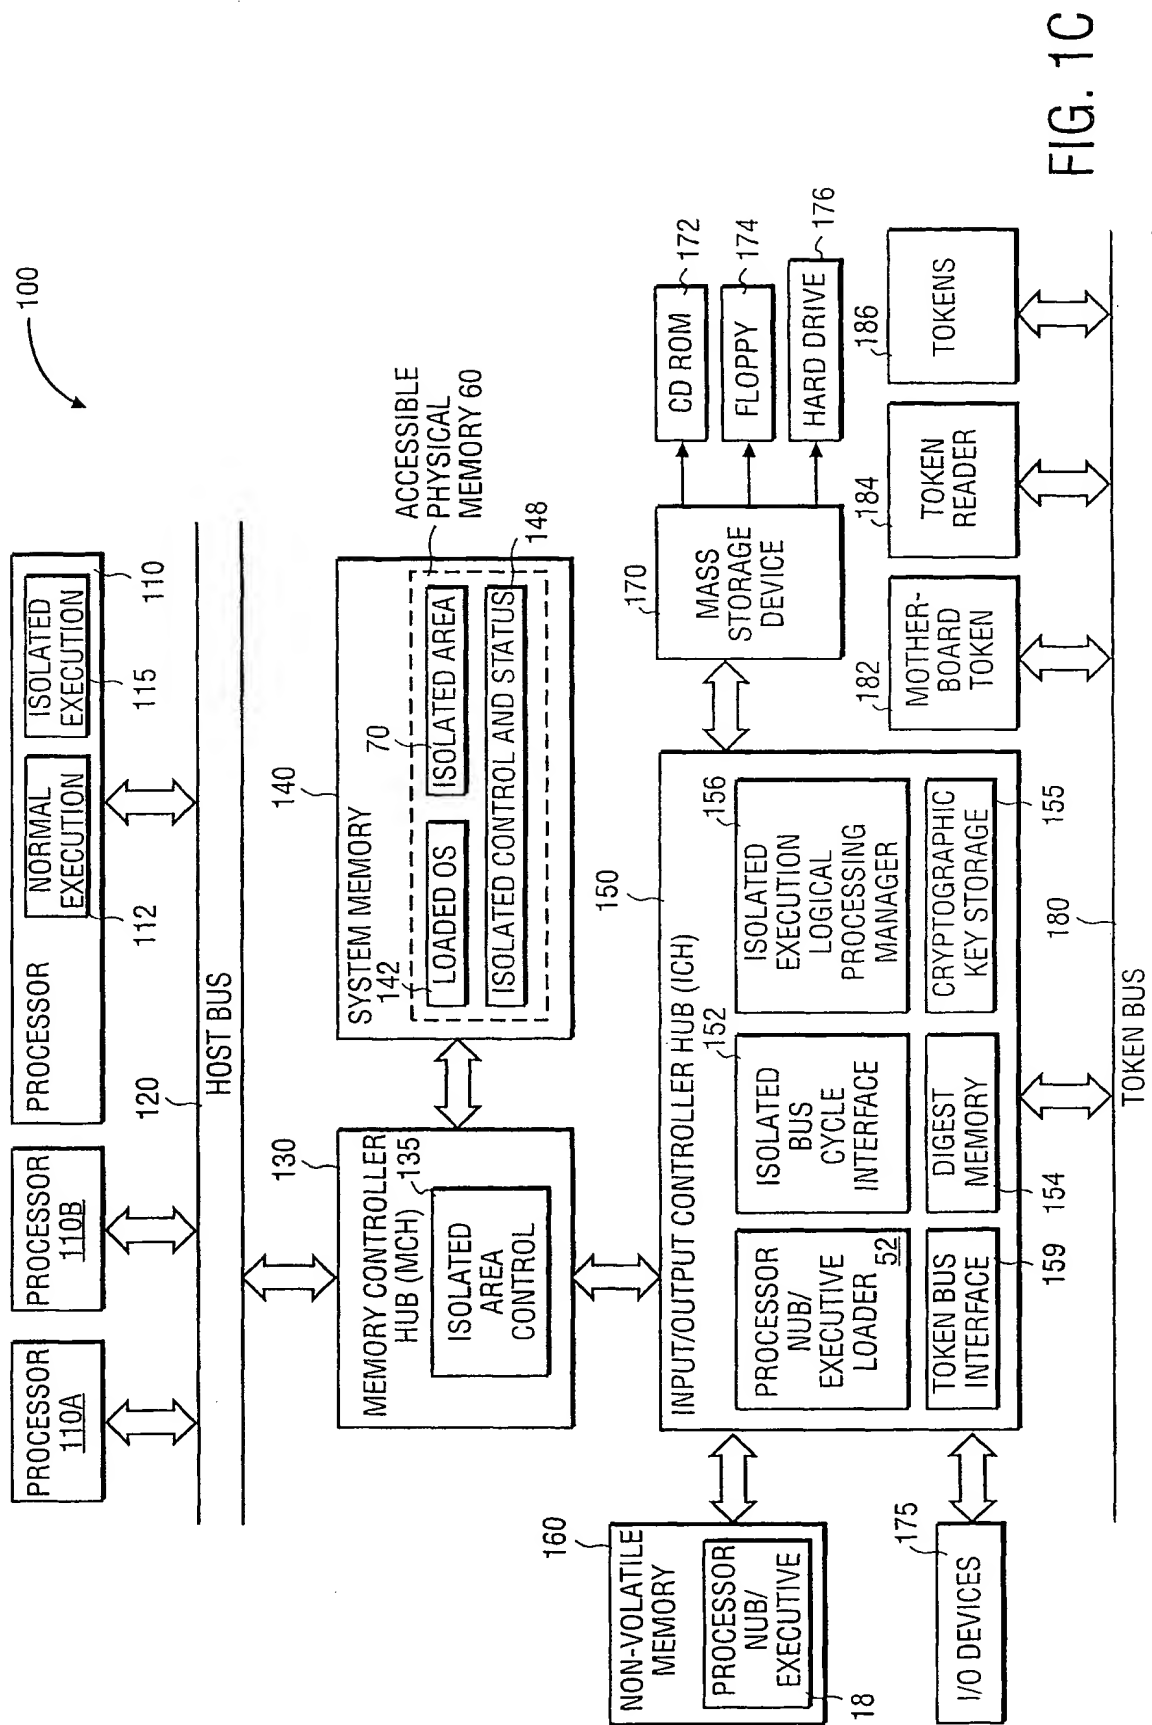 100
PROCESSOR
110A
PROCESSOR
110B
PROCESSOR
NORMAL
EXECUTION
112
ISOLATED
EXECUTION
115
110
120
HOST BUS
130
MEMORY CONTROLLER
HUB (MCH)
135
ISOLATED
AREA
CONTROL
140
SYSTEM MEMORY
142
LOADED OS
70
ISOLATED AREA
ISOLATED CONTROL AND STATUS
148
ACCESSIBLE
PHYSICAL
MEMORY 60
160
NON-VOLATILE
MEMORY
PROCESSOR
NUB/
EXECUTIVE
18
175
I/O DEVICES
150
INPUT/OUTPUT CONTROLLER HUB (ICH)
PROCESSOR
NUB/
EXECUTIVE
LOADER
52
152
ISOLATED
BUS
CYCLE
INTERFACE
156
ISOLATED
EXECUTION
LOGICAL
PROCESSING
MANAGER
TOKEN BUS
INTERFACE
159
DIGEST
MEMORY
154
CRYPTOGRAPHIC
KEY STORAGE
155
170
MASS
STORAGE
DEVICE
CD ROM
172
FLOPPY
174
HARD DRIVE
176
182
MOTHER-
BOARD
TOKEN
184
TOKEN
READER
186
TOKENS
180
TOKEN BUS
FIG. 1C